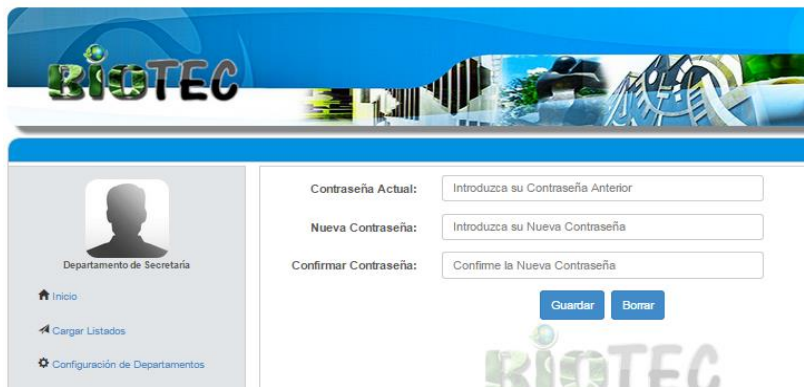 BIOTEC
Contraseña Actual:
Introduzca su Contraseña Anterior
Nueva Contraseña:
Introduzca su Nueva Contraseña
Confirmar Contraseña:
Confirme la Nueva Contraseña
Guardar
Borrar
Departamento de Secretaría
Inicio
Cargar Listados
Configuración de Departamentos
BIOTEC